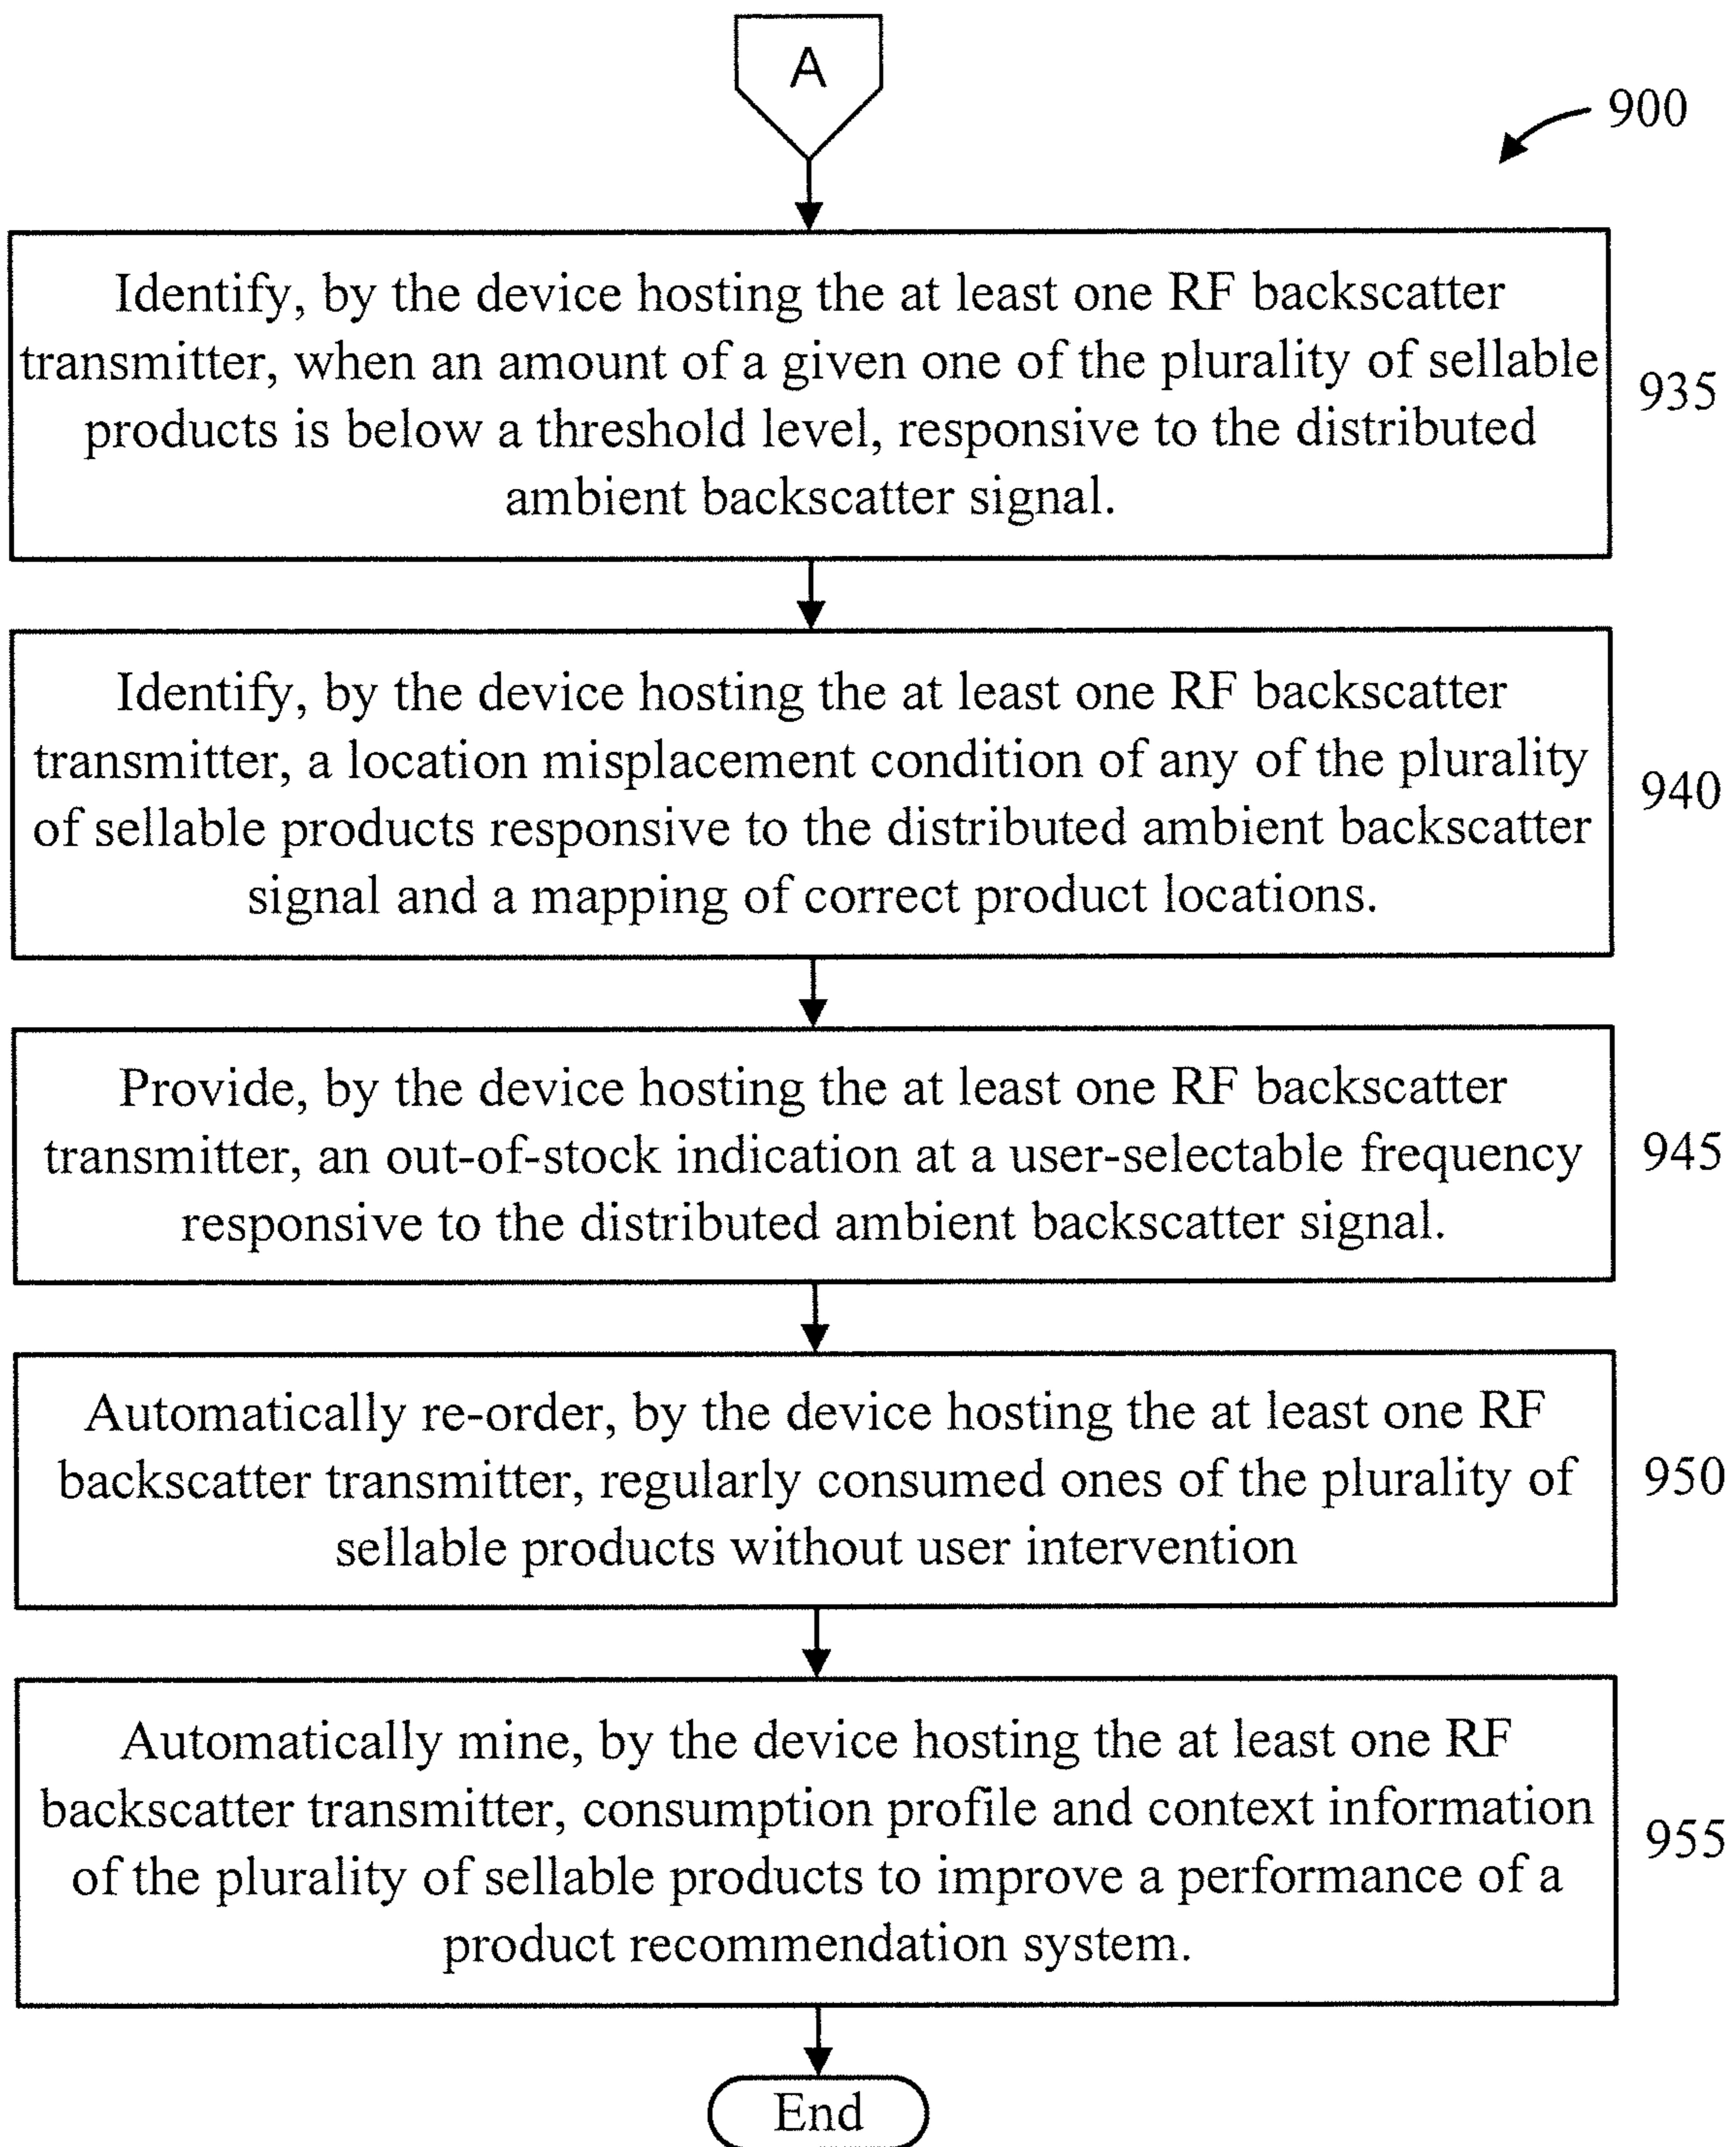 A
900
Identify, by the device hosting the at least one RF backscatter
transmitter, when an amount of a given one of the plurality of sellable
products is below a threshold level, responsive to the distributed
ambient backscatter signal.
935
Identify, by the device hosting the at least one RF backscatter
transmitter, a location misplacement condition of any of the plurality
of sellable products responsive to the distributed ambient backscatter
signal and a mapping of correct product locations.
940
Provide, by the device hosting the at least one RF backscatter
transmitter, an out-of-stock indication at a user-selectable frequency
responsive to the distributed ambient backscatter signal.
945
Automatically re-order, by the device hosting the at least one RF
backscatter transmitter, regularly consumed ones of the plurality of
sellable products without user intervention
950
Automatically mine, by the device hosting the at least one RF
backscatter transmitter, consumption profile and context information
of the plurality of sellable products to improve a performance of a
product recommendation system.
955
End